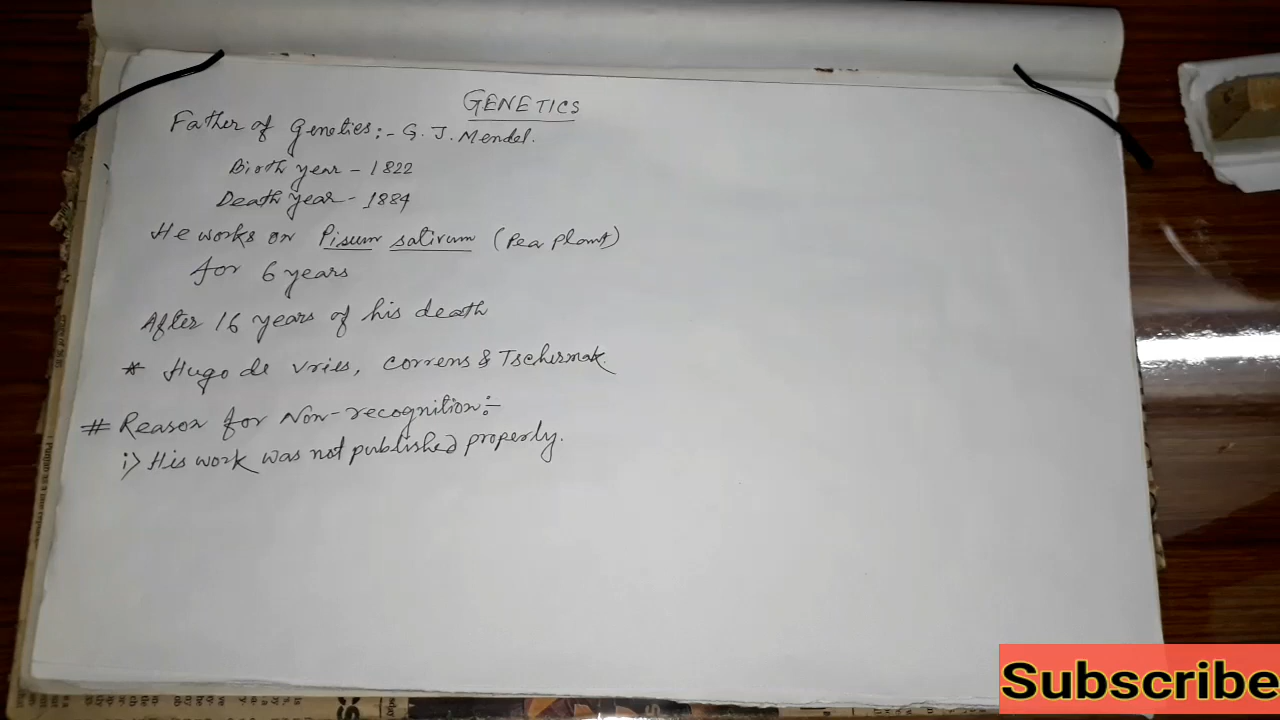 GENETICS
Father of Genetics:- G. J. Mendel.
Birth year - 1822
Death year - 1884
He works on Pisum sativum (Pea plant)
for 6 years
After 16 years of his death
* Hugo de Vries, Correns & Tschermak.
# Reason for Non-recognition:-
i) His work was not published properly.
Subscribe